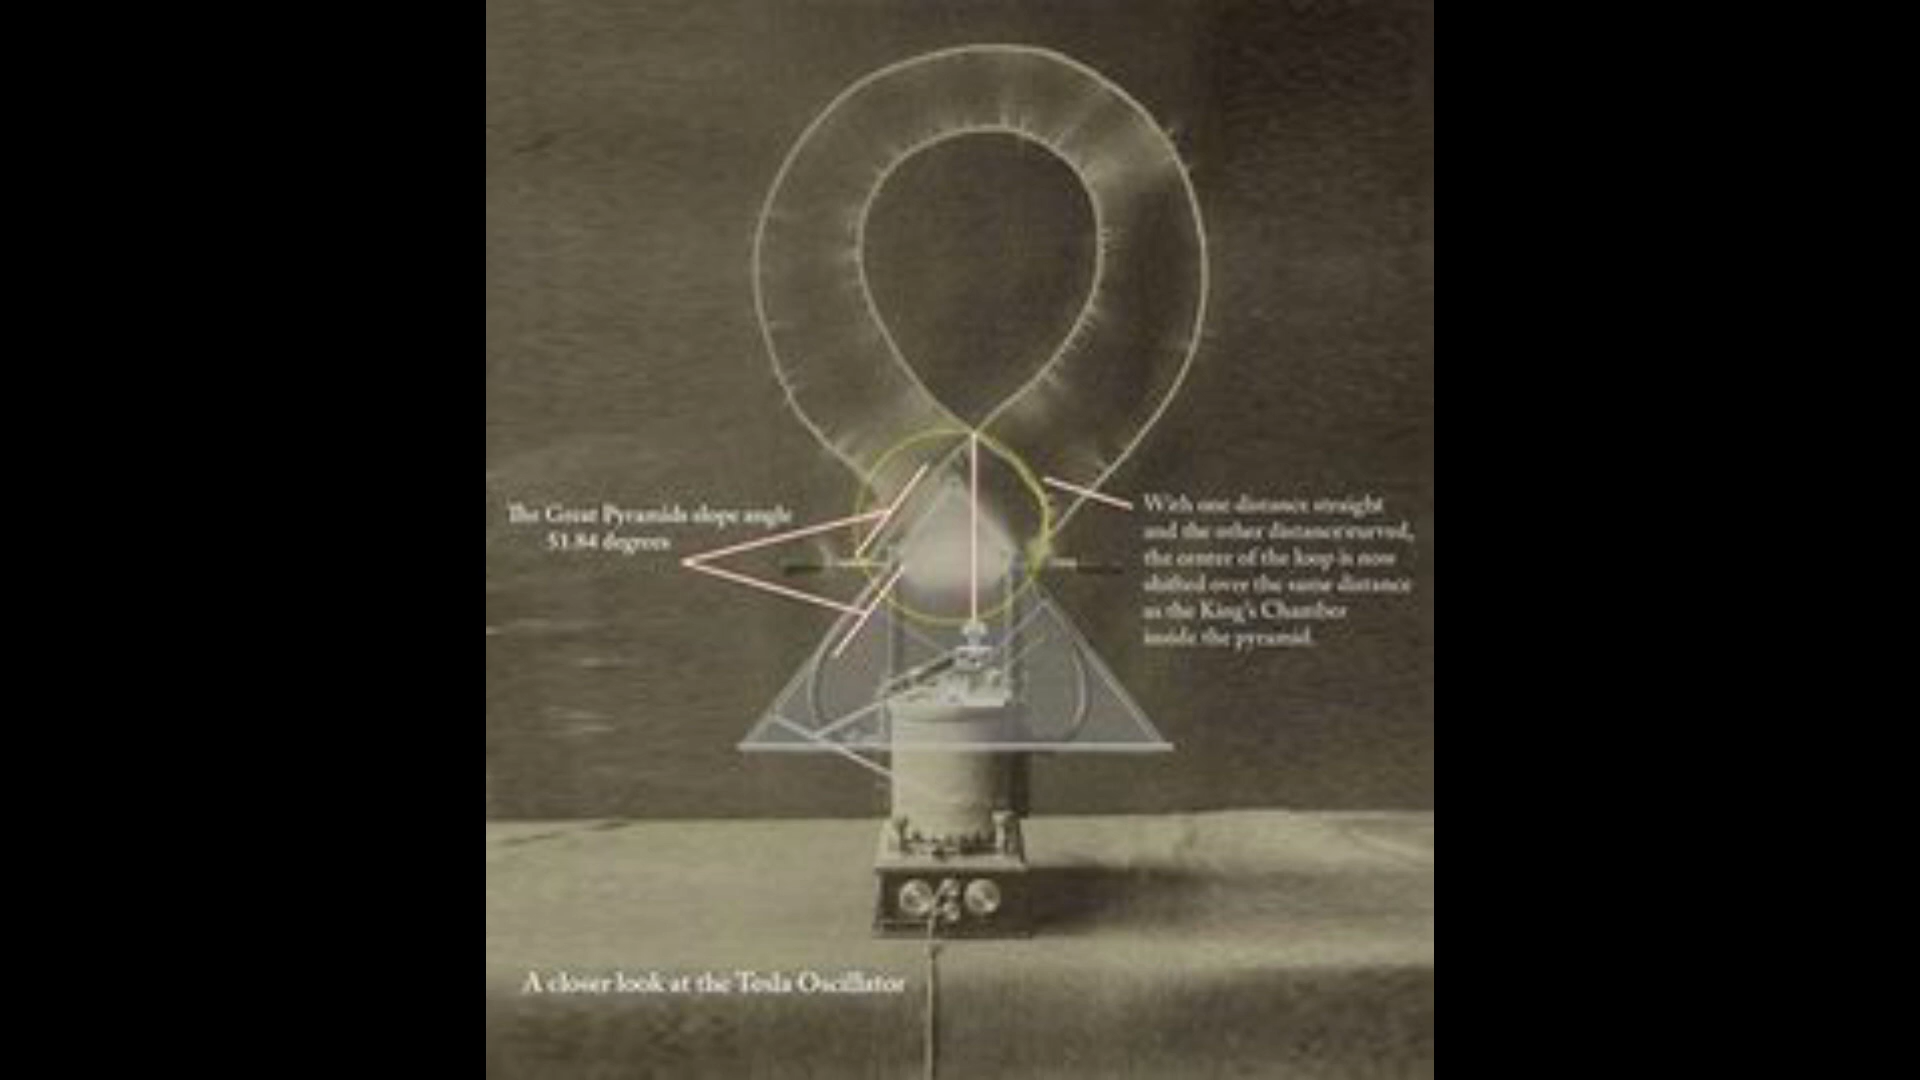 The Great Pyramids slope angle
51.84 degrees
With one distance straight
and the other distance curved,
the center of the loop is now
shifted over the same distance
as the King's Chamber
inside the pyramid.
A closer look at the Tesla Oscillator